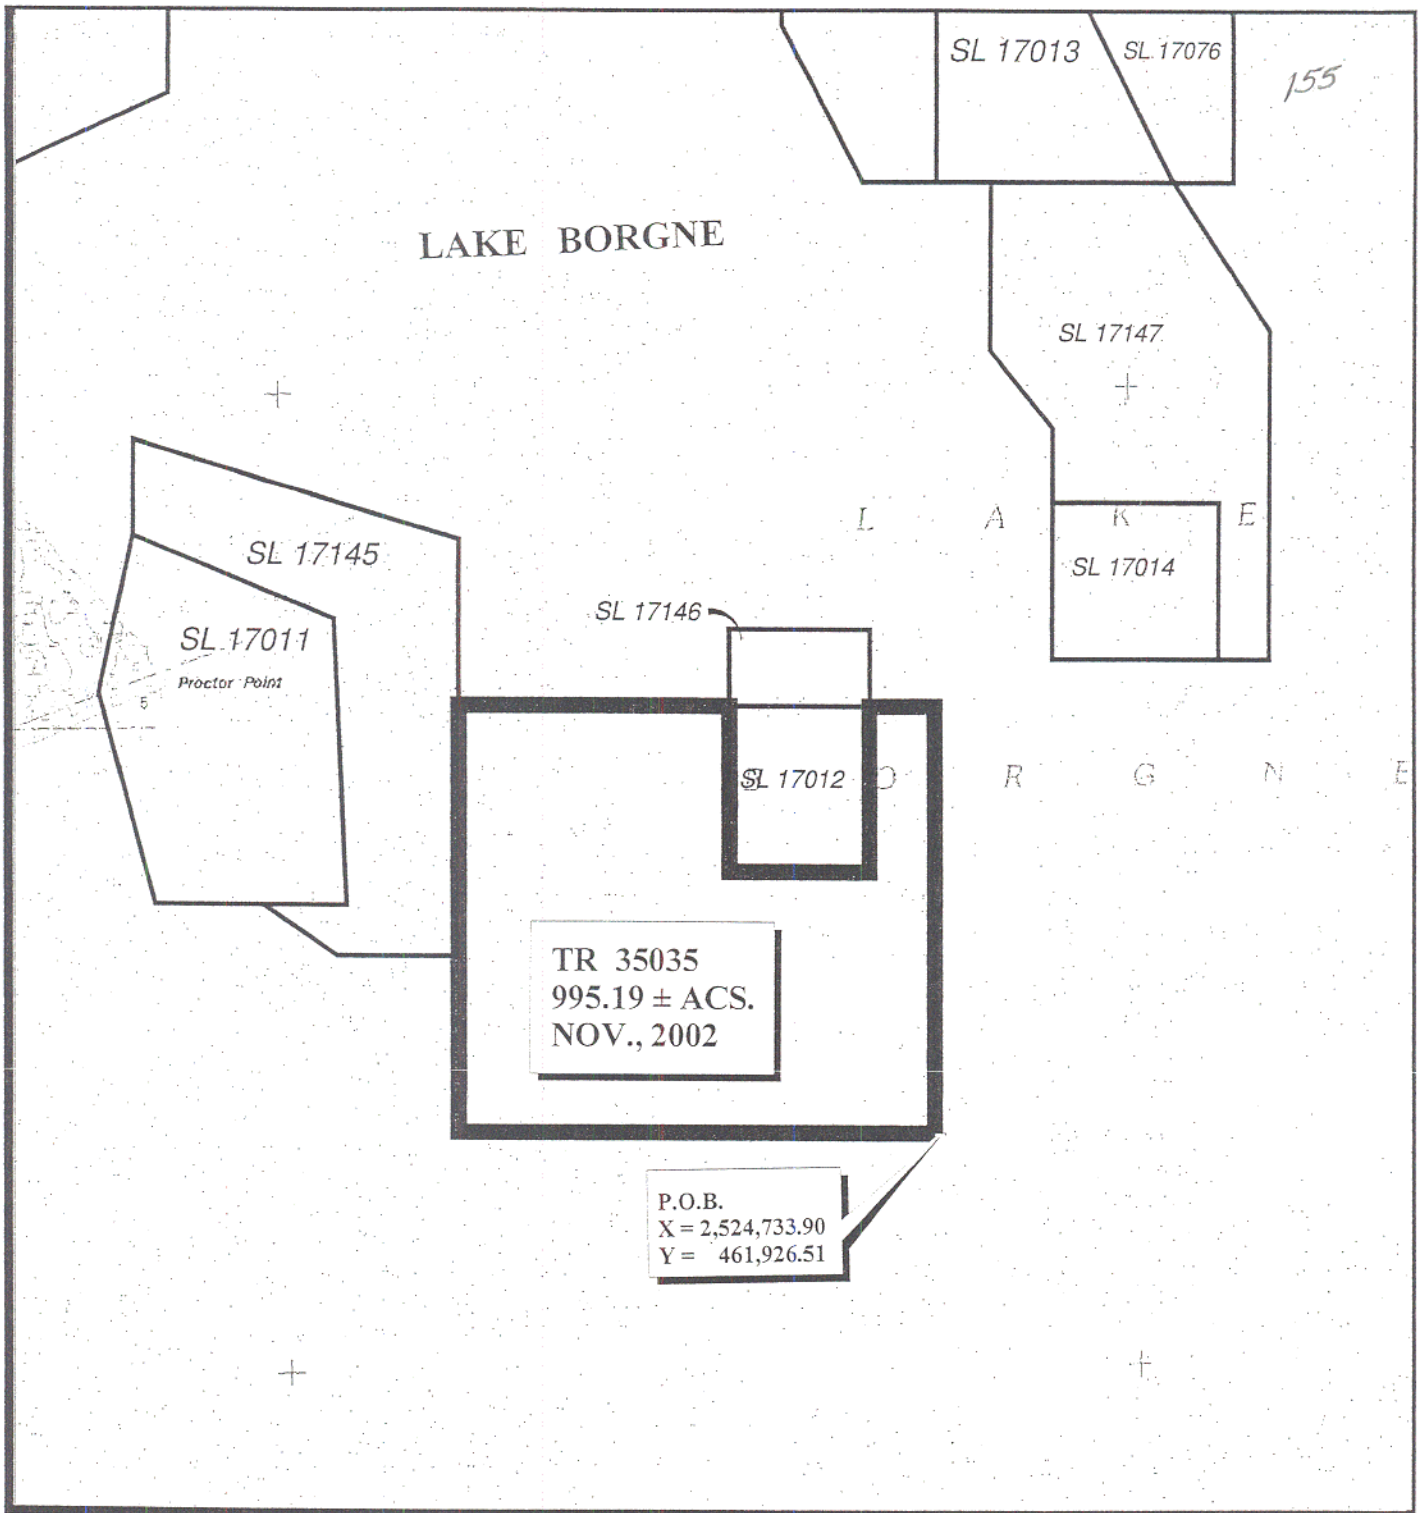 SL 17013
SL 17076
155
LAKE BORGNE
SL 17147
L A K E
SL 17145
SL 17014
SL 17146
SL 17011
Proctor Point
5
SL 17012
B O R G N E
TR 35035
995.19 ± ACS.
NOV., 2002
P.O.B.
X = 2,524,733.90
Y = 461,926.51